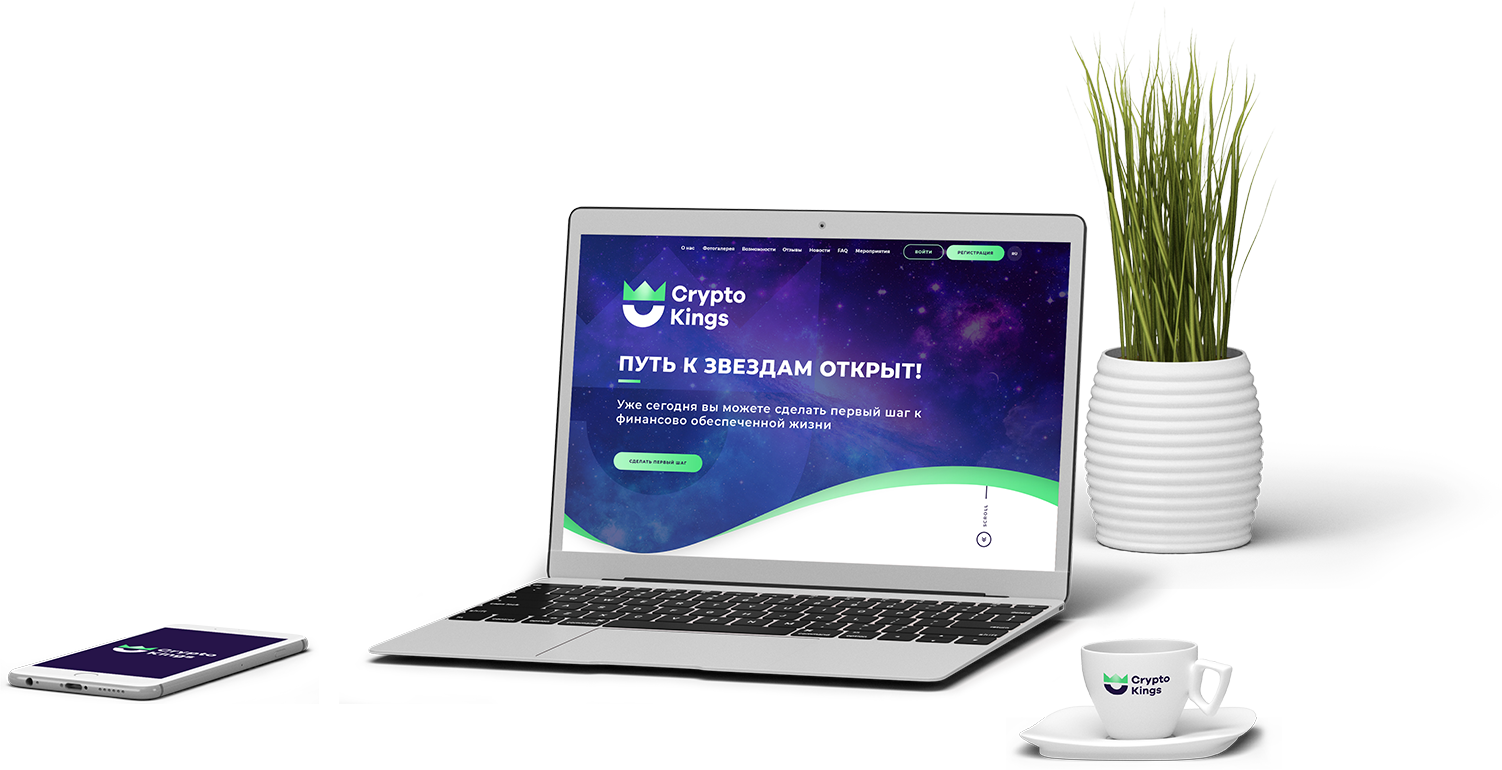 О нас Фотогалерея Возможности Отзывы Новости FAQ Мероприятия ВОЙТИ РЕГИСТРАЦИЯ RU
Crypto
Kings
ПУТЬ К ЗВЕЗДАМ ОТКРЫТ!
Уже сегодня вы можете сделать первый шаг к
финансово обеспеченной жизни
СДЕЛАТЬ ПЕРВЫЙ ШАГ
SCROLL
Crypto
Kings
Crypto
Kings